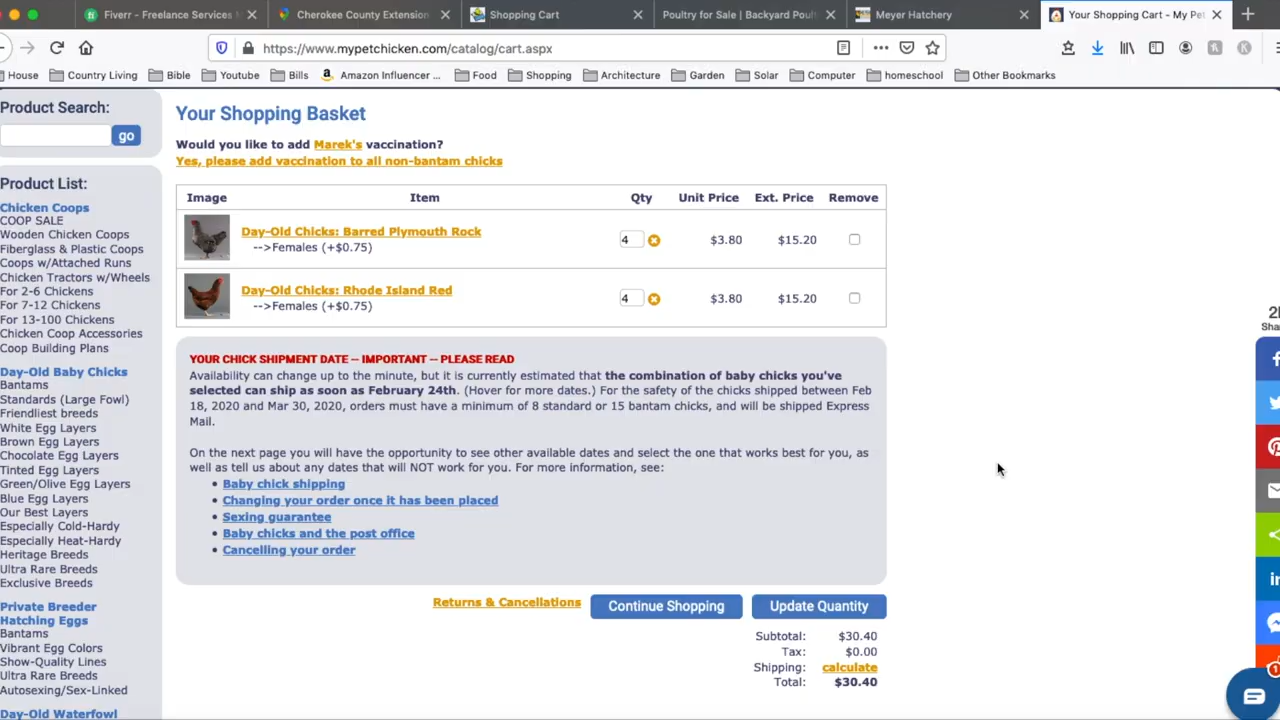 Fiverr - Freelance Services M
Cherokee County Extension
Shopping Cart
Poultry for Sale | Backyard Poult
Meyer Hatchery
Your Shopping Cart - My Pet
https://www.mypetchicken.com/catalog/cart.aspx
House
Country Living
Bible
Youtube
Bills
Amazon Influencer ...
Food
Shopping
Architecture
Garden
Solar
Computer
homeschool
Other Bookmarks
Product Search:
go
Product List:
Chicken Coops
COOP SALE
Wooden Chicken Coops
Fiberglass & Plastic Coops
Coops w/Attached Runs
Chicken Tractors w/Wheels
For 2-6 Chickens
For 7-12 Chickens
For 13-100 Chickens
Chicken Coop Accessories
Coop Building Plans
Day-Old Baby Chicks
Bantams
Standards (Large Fowl)
Friendliest breeds
White Egg Layers
Brown Egg Layers
Chocolate Egg Layers
Tinted Egg Layers
Green/Olive Egg Layers
Blue Egg Layers
Our Best Layers
Especially Cold-Hardy
Especially Heat-Hardy
Heritage Breeds
Ultra Rare Breeds
Exclusive Breeds
Private Breeder
Hatching Eggs
Bantams
Vibrant Egg Colors
Show-Quality Lines
Ultra Rare Breeds
Autosexing/Sex-Linked
Day-Old Waterfowl
Your Shopping Basket
Would you like to add Marek's vaccination?
Yes, please add vaccination to all non-bantam chicks
Image Item Qty Unit Price Ext. Price Remove
Day-Old Chicks: Barred Plymouth Rock
-->Females (+$0.75)
4 $3.80 $15.20
Day-Old Chicks: Rhode Island Red
-->Females (+$0.75)
4 $3.80 $15.20
YOUR CHICK SHIPMENT DATE -- IMPORTANT -- PLEASE READ
Availability can change up to the minute, but it is currently estimated that the combination of baby chicks you've
selected can ship as soon as February 24th. (Hover for more dates.) For the safety of the chicks shipped between Feb
18, 2020 and Mar 30, 2020, orders must have a minimum of 8 standard or 15 bantam chicks, and will be shipped Express
Mail.
On the next page you will have the opportunity to see other available dates and select the one that works best for you, as
well as tell us about any dates that will NOT work for you. For more information, see:
• Baby chick shipping
• Changing your order once it has been placed
• Sexing guarantee
• Baby chicks and the post office
• Cancelling your order
Returns & Cancellations
Continue Shopping
Update Quantity
Subtotal: $30.40
Tax: $0.00
Shipping: calculate
Total: $30.40
Shar